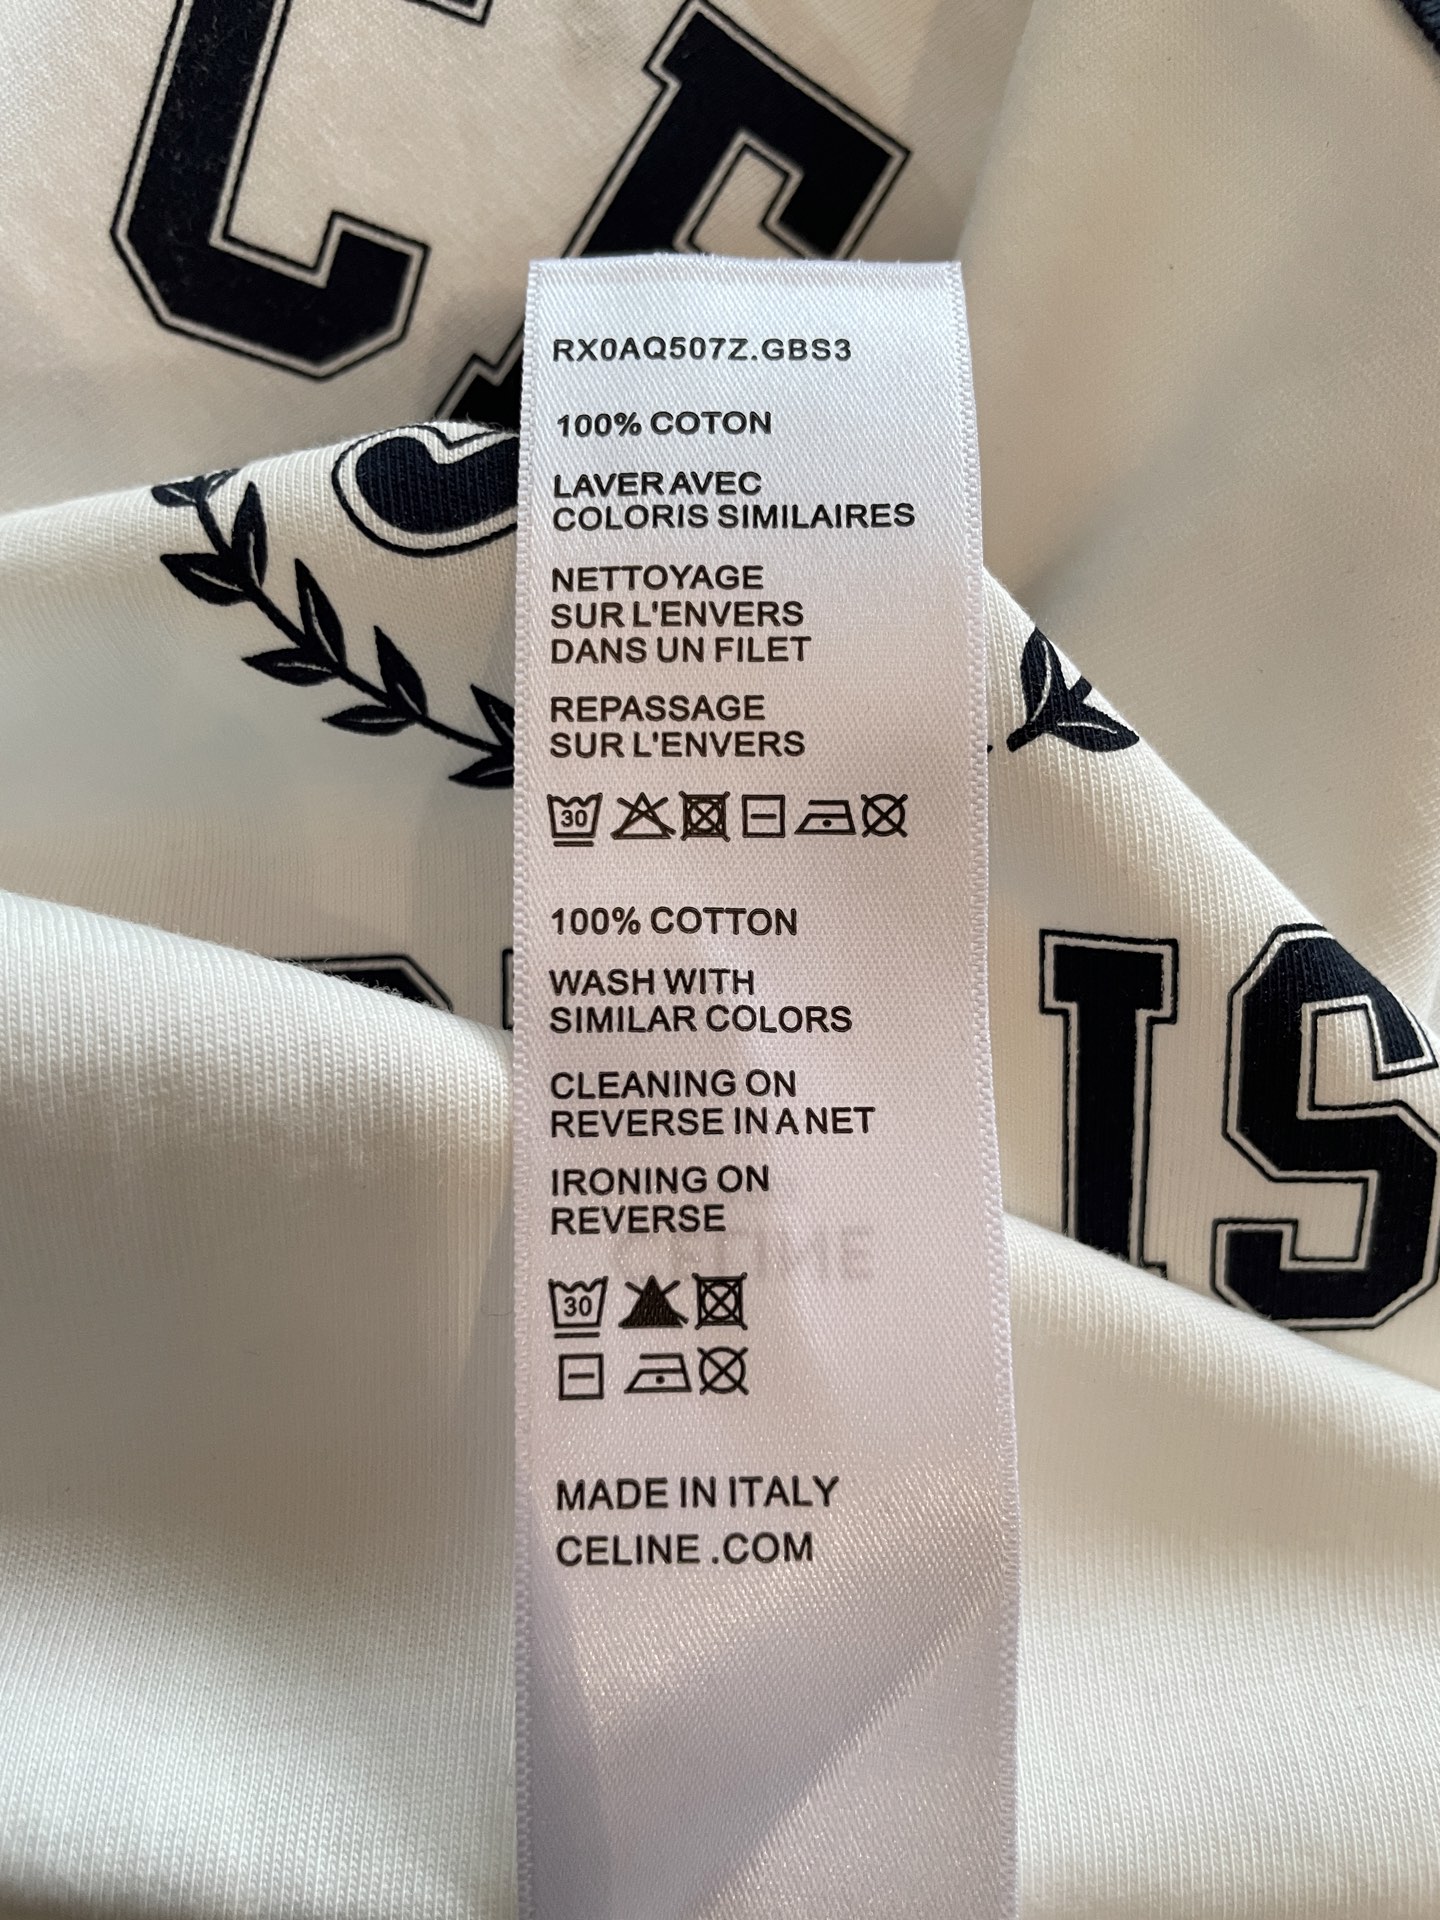 RX0AQ507Z.GBS3
100% COTON
LAVER AVEC
COLORIS SIMILAIRES
NETTOYAGE
SUR L'ENVERS
DANS UN FILET
REPASSAGE
SUR L'ENVERS
30
100% COTTON
WASH WITH
SIMILAR COLORS
CLEANING ON
REVERSE IN A NET
IRONING ON
REVERSE
30
MADE IN ITALY
CELINE .COM
IS